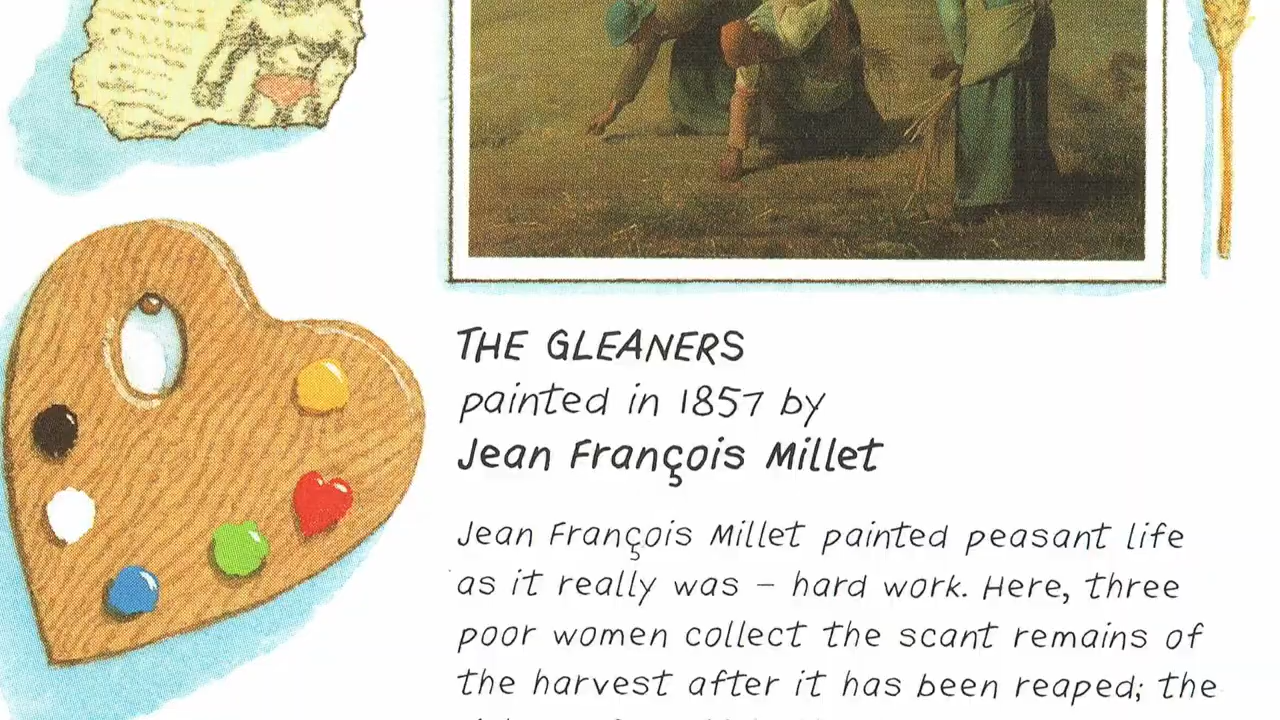 THE GLEANERS
painted in 1857 by
Jean François Millet
Jean François Millet painted peasant life
as it really was – hard work. Here, three
poor women collect the scant remains of
the harvest after it has been reaped; the